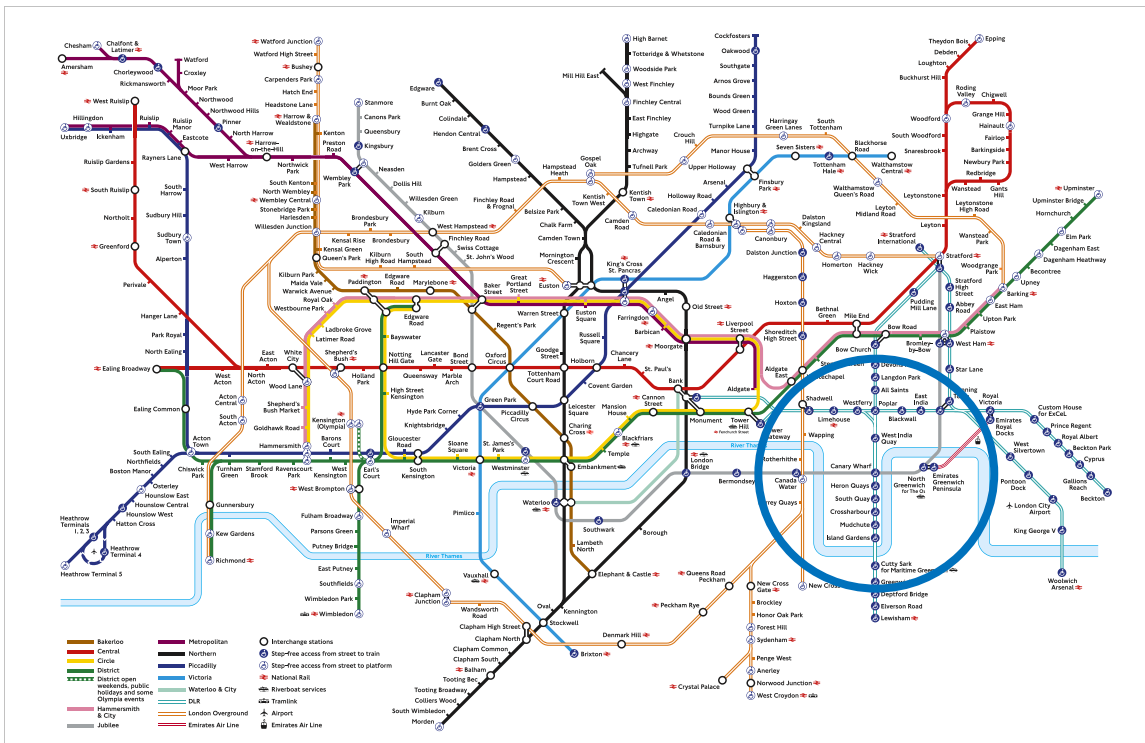 Chesham
Chalfont &
Latimer
Amersham
Chorleywood
Rickmansworth
Watford
Croxley
Moor Park
Northwood
Northwood Hills
Pinner
North Harrow
Harrow–
on-the-Hill
West Harrow
Northwick
Park
Preston
Road
Wembley
Park
West Ruislip
Hillingdon
Uxbridge
Ickenham
Ruislip
Ruislip
Manor
Eastcote
Rayners Lane
Ruislip Gardens
South Ruislip
Northolt
Greenford
Perivale
Hanger Lane
South
Harrow
Sudbury Hill
Sudbury
Town
Alperton
Park Royal
North Ealing
Ealing Broadway
Ealing Common
West
Acton
North
Acton
East
Acton
White
City
Watford Junction
Watford High Street
Bushey
Carpenders Park
Hatch End
Headstone Lane
Harrow &
Wealdstone
Kenton
South Kenton
North Wembley
Wembley Central
Stonebridge Park
Harlesden
Willesden Junction
Kensal Green
Queen's Park
Kilburn Park
Maida Vale
Warwick Avenue
Royal Oak
Westbourne Park
Ladbroke Grove
Latimer Road
Stanmore
Canons Park
Queensbury
Kingsbury
Neasden
Dollis Hill
Willesden Green
Kilburn
West Hampstead
Finchley Road
Swiss Cottage
St. John's Wood
Kensal Rise
Brondesbury
Park
Brondesbury
Kilburn
High Road
South
Hampstead
Finchley Road
& Frognal
Edgware
Burnt Oak
Colindale
Hendon Central
Brent Cross
Golders Green
Hampstead
Belsize Park
Chalk Farm
Camden Town
Mornington
Crescent
Euston
High Barnet
Totteridge & Whetstone
Woodside Park
West Finchley
Mill Hill East
Finchley Central
East Finchley
Highgate
Archway
Tufnell Park
Kentish
Town
Hampstead
Heath
Gospel
Oak
Kentish
Town West
Camden
Road
Cockfosters
Oakwood
Southgate
Arnos Grove
Bounds Green
Wood Green
Turnpike Lane
Manor House
Crouch
Hill
Upper Holloway
Harringay
Green Lanes
South
Tottenham
Seven Sisters
Tottenham
Hale
Blackhorse
Road
Walthamstow
Central
Walthamstow
Queen's Road
Leyton
Midland Road
Leytonstone
High Road
Wanstead
Park
Woodgrange
Park
Arsenal
Finsbury
Park
Holloway Road
Caledonian Road
Highbury &
Islington
Caledonian
Road &
Barnsbury
Canonbury
Dalston
Kingsland
Dalston Junction
Haggerston
Hoxton
Shoreditch
High Street
Hackney
Central
Homerton
Hackney
Wick
Theydon Bois
Epping
Debden
Loughton
Buckhurst Hill
Roding
Valley
Chigwell
Grange Hill
Hainault
Fairlop
Barkingside
Newbury Park
Redbridge
Wanstead
Gants
Hill
Woodford
South Woodford
Snaresbrook
Leytonstone
Leyton
Stratford
International
Stratford
Stratford
High
Street
Abbey
Road
Pudding
Mill Lane
Upminster
Upminster Bridge
Hornchurch
Elm Park
Dagenham East
Dagenham Heathway
Becontree
Upney
Barking
East Ham
Upton Park
Plaistow
West Ham
Bromley-
by-Bow
Bow Road
Bow Church
Mile End
Bethnal
Green
Star Lane
Paddington
Edgware
Road
Marylebone
Baker
Street
Great
Portland
Street
Regent's Park
Warren Street
Euston
Square
King's Cross
St. Pancras
Russell
Square
Goodge
Street
Farringdon
Barbican
Moorgate
Angel
Old Street
Liverpool
Street
Edgware
Road
Bayswater
Notting
Hill Gate
High Street
Kensington
Shepherd's
Bush
Holland
Park
Queensway
Lancaster
Gate
Marble
Arch
Bond
Street
Oxford
Circus
Tottenham
Court Road
Holborn
Chancery
Lane
St. Paul's
Bank
Aldgate
Aldgate
East
Wood Lane
Shepherd's
Bush Market
Goldhawk Road
Hammersmith
Kensington
(Olympia)
Barons
Court
Gloucester
Road
Earl's
Court
South
Kensington
Sloane
Square
Knightsbridge
Hyde Park Corner
Green Park
Piccadilly
Circus
Leicester
Square
Covent Garden
Charing
Cross
Embankment
St. James's
Park
Victoria
Westminster
Temple
Blackfriars
Mansion
House
Cannon
Street
Monument
Tower
Hill
Fenchurch Street
River Thames
London
Bridge
Bermondsey
Acton
Central
South
Acton
South Ealing
Northfields
Boston Manor
Osterley
Hounslow East
Hounslow Central
Hounslow West
Hatton Cross
Heathrow
Terminals
1, 2, 3
Heathrow
Terminal 4
Heathrow Terminal 5
Acton
Town
Chiswick
Park
Turnham
Green
Stamford
Brook
Ravenscourt
Park
West
Kensington
Gunnersbury
Kew Gardens
Richmond
West Brompton
Fulham Broadway
Parsons Green
Putney Bridge
East Putney
Southfields
Wimbledon Park
Wimbledon
Imperial
Wharf
River Thames
Clapham
Junction
Wandsworth
Road
Pimlico
Vauxhall
Waterloo
Southwark
Lambeth
North
Elephant & Castle
Borough
Kennington
Oval
Stockwell
Brixton
Clapham High Street
Clapham North
Clapham Common
Clapham South
Balham
Tooting Bec
Tooting Broadway
Colliers Wood
South Wimbledon
Morden
Denmark Hill
Peckham Rye
Queens Road
Peckham
New Cross
Gate
Brockley
Honor Oak Park
Forest Hill
Sydenham
Penge West
Anerley
Norwood Junction
West Croydon
Crystal Palace
Shadwell
Limehouse
Westferry
Poplar
All Saints
Langdon Park
East
India
West India
Quay
Canary Wharf
Heron Quays
South Quay
Crossharbour
Mudchute
Island Gardens
Cutty Sark
Deptford Bridge
Elverson Road
Lewisham
Wapping
Canada
Water
North
Greenwich
Emirates
Greenwich
Peninsula
Royal
Victoria
Emirates
Royal
Docks
Custom House
for ExCeL
Prince Regent
Royal Albert
Beckton Park
Cyprus
Gallions
Reach
Beckton
West
Silvertown
Pontoon
Dock
London City
Airport
King George V
Woolwich
Arsenal
Bakerloo
Central
Circle
District
District open
weekends, public
holidays and some
Olympia events
Hammersmith
& City
Jubilee
Metropolitan
Northern
Piccadilly
Victoria
Waterloo & City
DLR
London Overground
Emirates Air Line
Interchange stations
Step-free access from street to train
Step-free access from street to platform
National Rail
Riverboat services
Tramlink
Airport
Emirates Air Line